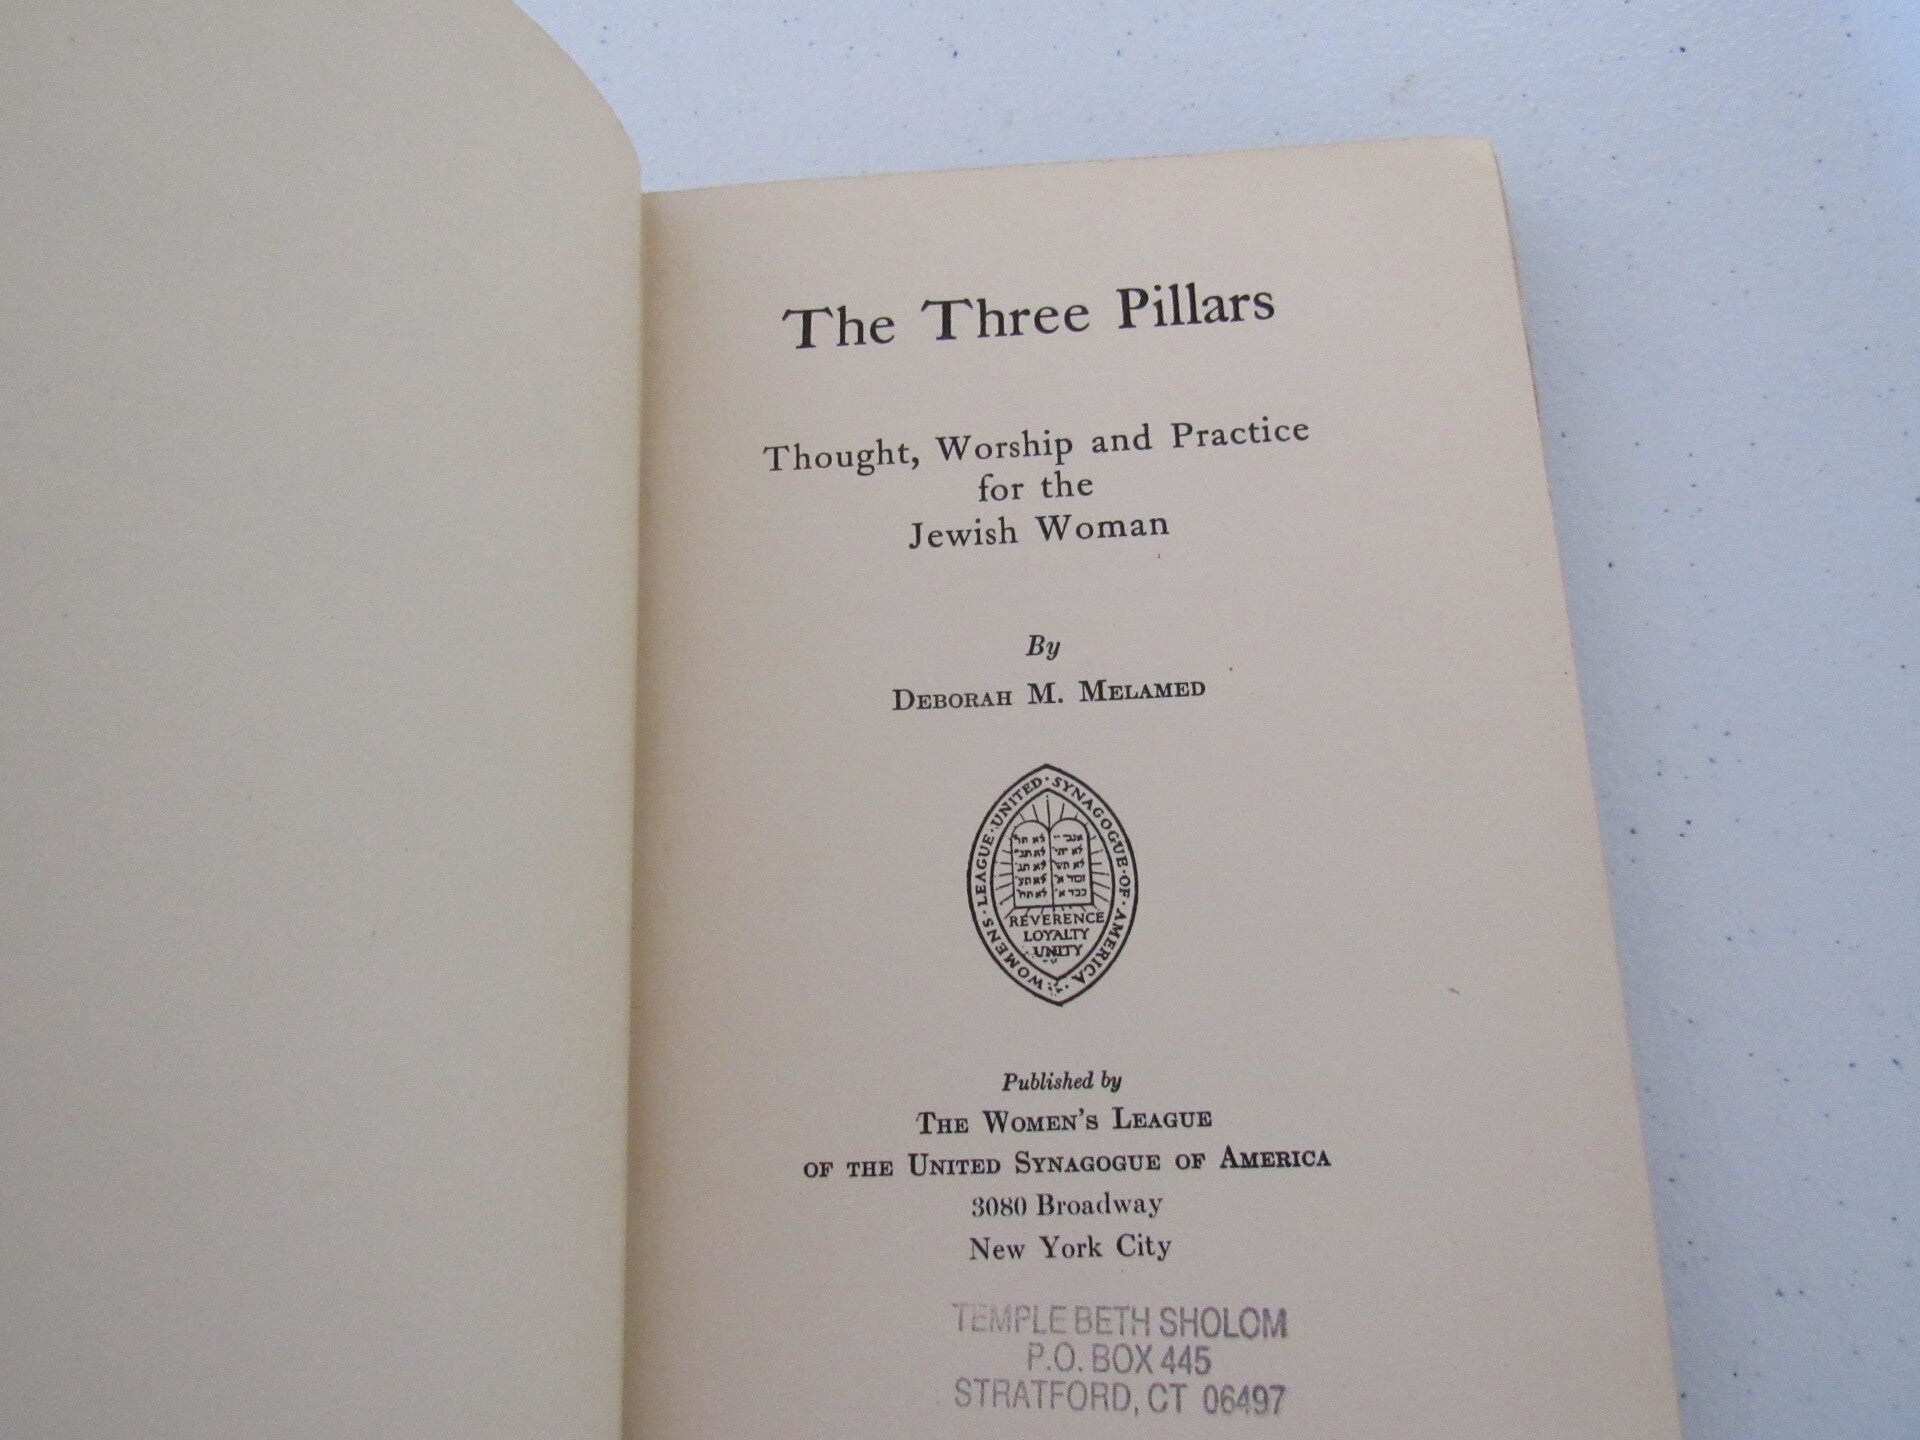 The Three Pillars
Thought, Worship and Practice
for the
Jewish Woman
By
DEBORAH M. MELAMED
WOMENS · LEAGUE · UNITED · SYNAGOGUE · OF · AMERICA
REVERENCE
LOYALTY
UNITY
Published by
THE WOMEN'S LEAGUE
OF THE UNITED SYNAGOGUE OF AMERICA
3080 Broadway
New York City
TEMPLE BETH SHOLOM
P.O. BOX 445
STRATFORD, CT 06497